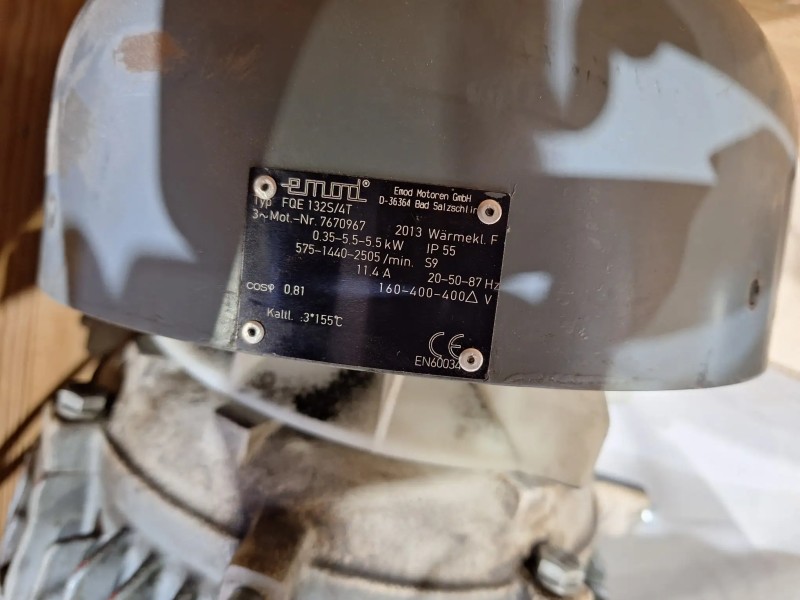 emod®
Emod Motoren GmbH
D-36364 Bad Salzschlir
Typ FQE 132S/4T
3~Mot.-Nr. 7670967 2013 Wärmekl. F
0,35-5,5-5,5 kW IP 55
575-1440-2505/min. S9
11,4 A 20-50-87 Hz
cosφ 0,81 160-400-400△ V
Kaltl. :3*155°C
CE
EN60034